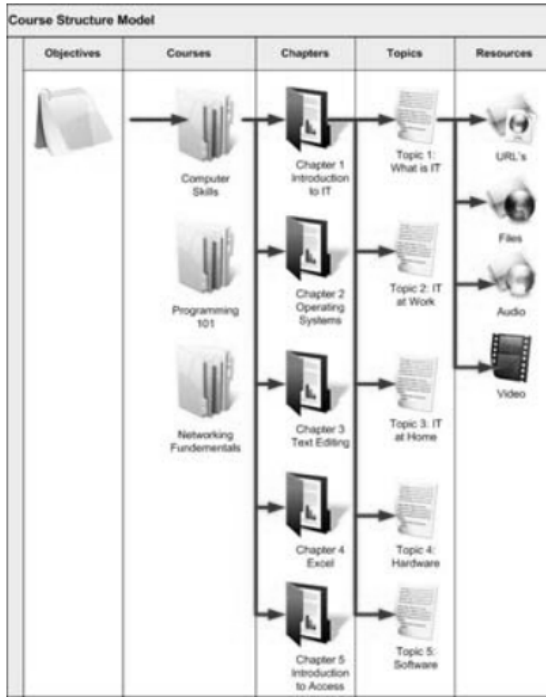 Course Structure Model
Objectives
Courses
Chapters
Topics
Resources
Computer
Skills
Programming
101
Networking
Fundementals
Chapter 1
Introduction
to IT
Chapter 2
Operating
Systems
Chapter 3
Text Editing
Chapter 4
Excel
Chapter 5
Introduction
to Access
Topic 1:
What is IT
Topic 2: IT
at Work
Topic 3: IT
at Home
Topic 4:
Hardware
Topic 5:
Software
URL's
Files
Audio
Video